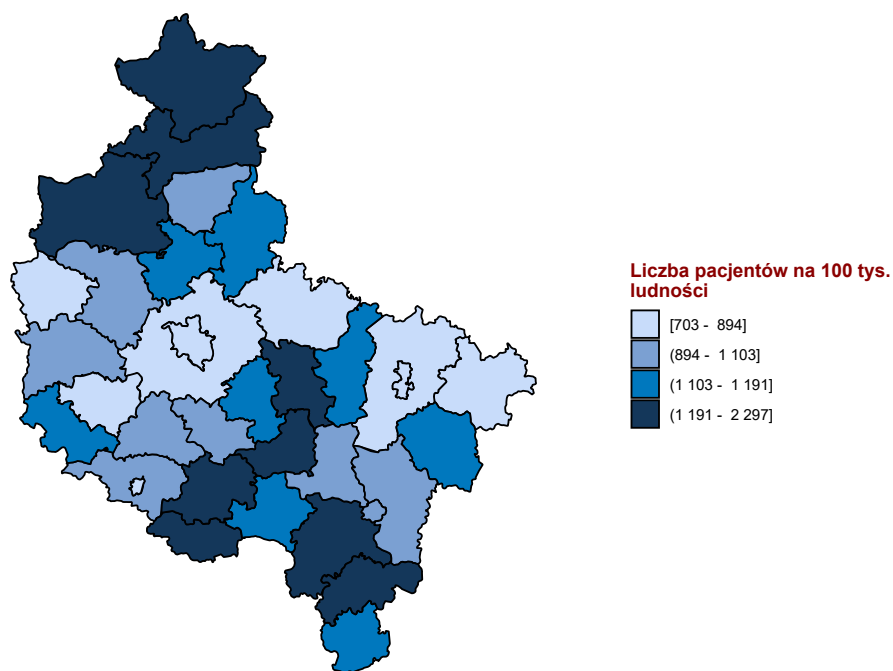 Liczba pacjentów na 100 tys.
ludności
[703 - 894]
(894 - 1 103]
(1 103 - 1 191]
(1 191 - 2 297]